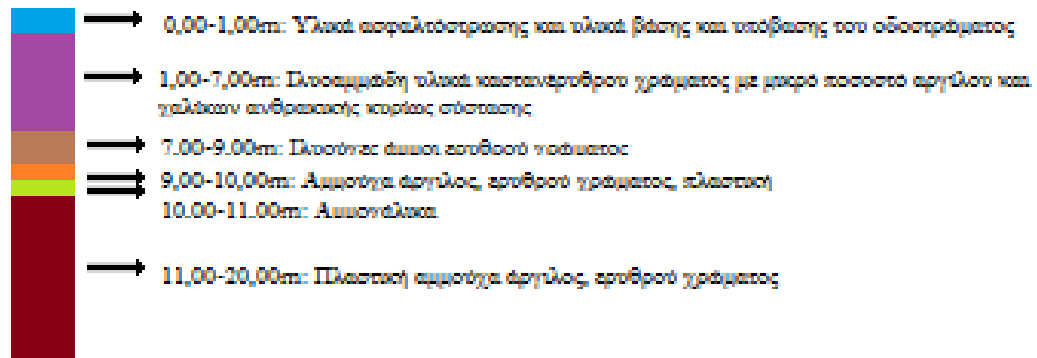 0,00-1,00m: Υλικά ασφαλτόστρωσης και υλικά βάσης και υπόβασης του οδοστρώματος
1,00-7,00m: Ιλυοαμμώδη υλικά καστανέρυθρου χρώματος με μικρό ποσοστό αργίλου και
χαλίκων ανθρακικής κυρίως σύστασης
7.00-9.00m: Ιλυούχες άμμοι ερυθρού χρώματος
9,00-10,00m: Αμμούχα άργιλος, ερυθρού χρώματος, πλαστική
10.00-11.00m: Αμμοχάλικα
11,00-20,00m: Πλαστική αμμούχα άργιλος, ερυθρού χρώματος